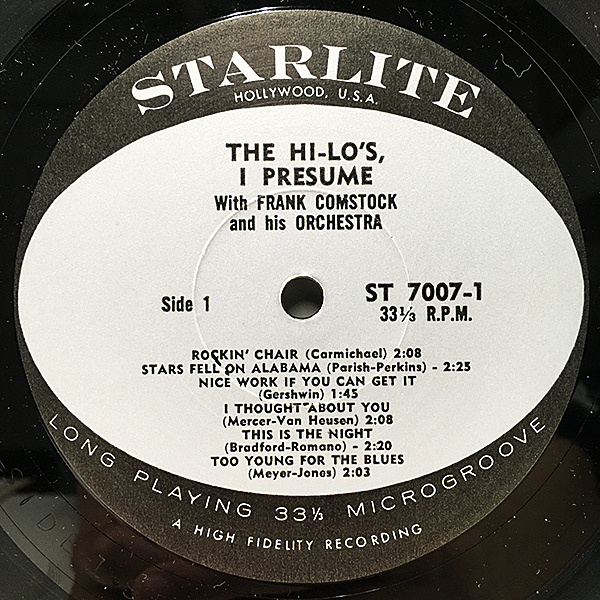 STARLITE
HOLLYWOOD, U.S.A.
THE HI-LO'S,
I PRESUME
With FRANK COMSTOCK
and his ORCHESTRA
Side 1
ST 7007-1
33⅓ R.P.M.
ROCKIN' CHAIR (Carmichael) 2:08
STARS FELL ON ALABAMA (Parish-Perkins) - 2:25
NICE WORK IF YOU CAN GET IT
(Gershwin) 1:45
I THOUGHT ABOUT YOU
(Mercer-Van Heusen) 2:08
THIS IS THE NIGHT
(Bradford-Romano) - 2:20
TOO YOUNG FOR THE BLUES
(Meyer-Jones) 2:03
LONG PLAYING 33⅓ MICROGROOVE
A HIGH FIDELITY RECORDING